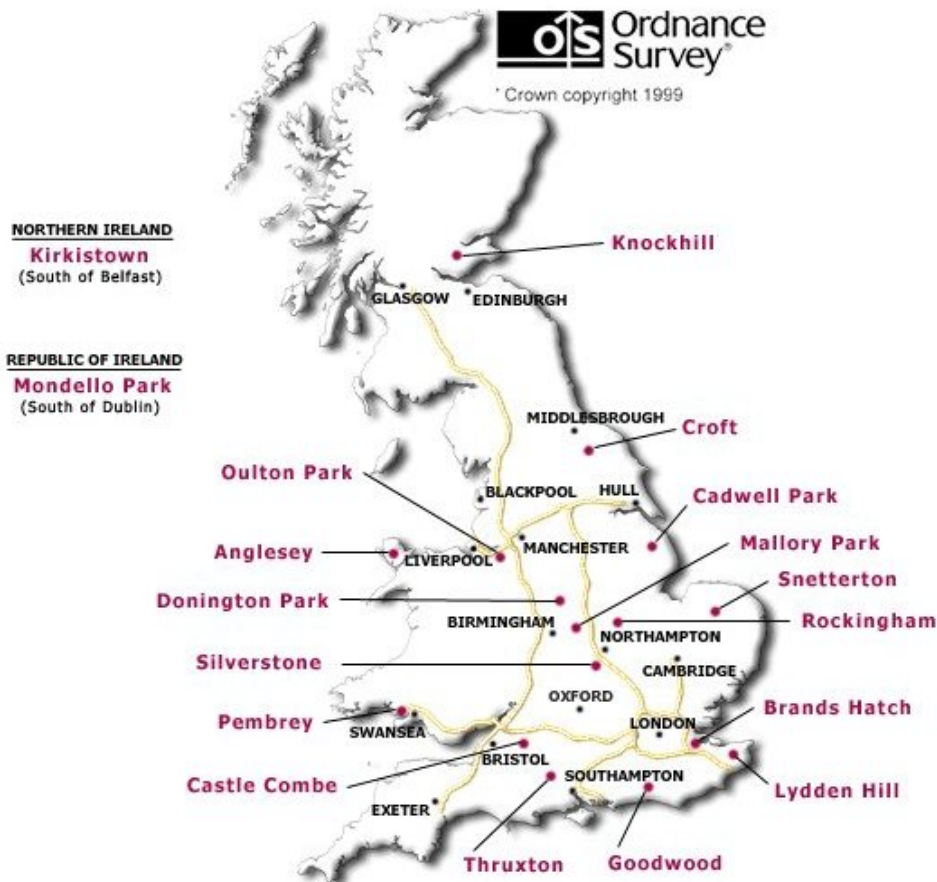 OS Ordnance
Survey®
* Crown copyright 1999
NORTHERN IRELAND
Kirkistown
(South of Belfast)
Knockhill
GLASGOW
EDINBURGH
REPUBLIC OF IRELAND
Mondello Park
(South of Dublin)
MIDDLESBROUGH
Croft
Oulton Park
BLACKPOOL
HULL
Cadwell Park
Anglesey
LIVERPOOL
MANCHESTER
Mallory Park
Snetterton
Donington Park
BIRMINGHAM
NORTHAMPTON
Rockingham
Silverstone
CAMBRIDGE
OXFORD
Pembrey
SWANSEA
LONDON
Brands Hatch
BRISTOL
Castle Combe
SOUTHAMPTON
Lydden Hill
EXETER
Thruxton
Goodwood